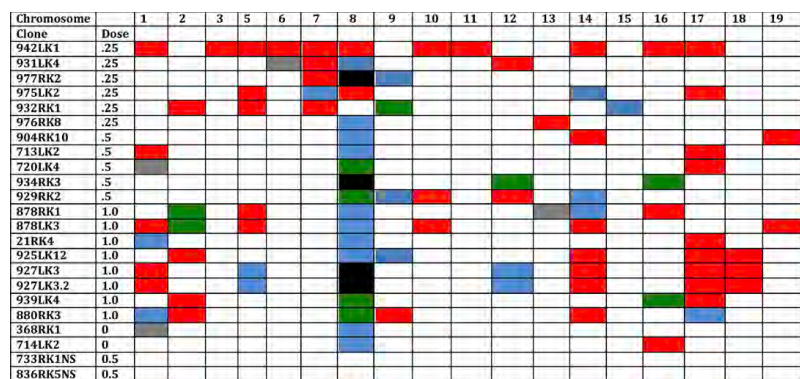 Chromosome 1 2 3 5 6 7 8 9 10 11 12 13 14 15 16 17 18 19
Clone Dose
942LK1 .25
931LK4 .25
977RK2 .25
975LK2 .25
932RK1 .25
976RK8 .25
904RK10 .5
713LK2 .5
720LK4 .5
934RK3 .5
929RK2 .5
878RK1 1.0
878LK3 1.0
21RK4 1.0
925LK12 1.0
927LK3 1.0
927LK3.2 1.0
939LK4 1.0
880RK3 1.0
368RK1 0
714LK2 0
733RK1NS 0.5
836RK5NS 0.5